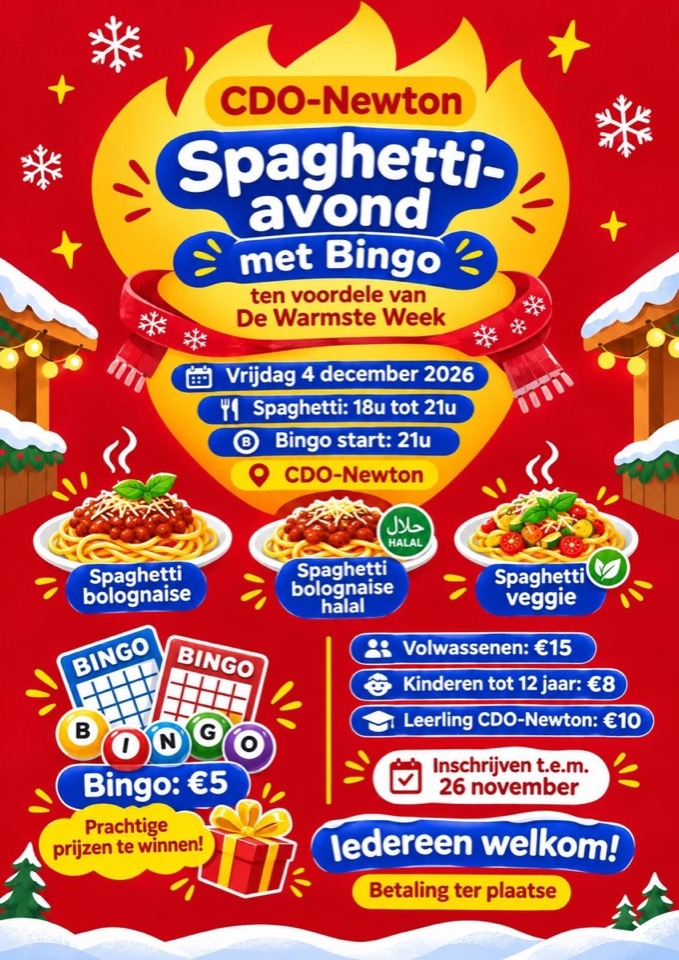 CDO-Newton
Spaghetti-
avond
met Bingo
ten voordele van
De Warmste Week
Vrijdag 4 december 2026
Spaghetti: 18u tot 21u
B
Bingo start: 21u
CDO-Newton
حلال
HALAL
Spaghetti
bolognaise
Spaghetti
bolognaise
halal
Spaghetti
veggie
BINGO
BINGO
B I N G O
Bingo: €5
Prachtige
prijzen te winnen!
Volwassenen: €15
Kinderen tot 12 jaar: €8
Leerling CDO-Newton: €10
Inschrijven t.e.m.
26 november
Iedereen welkom!
Betaling ter plaatse